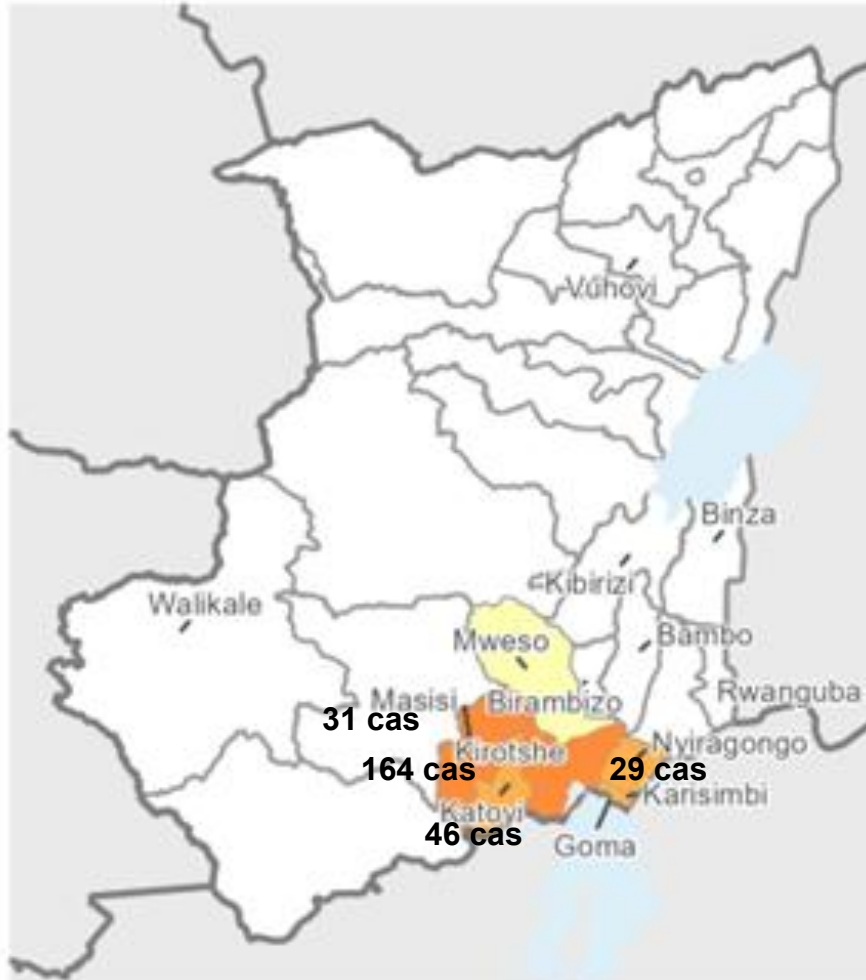 Vuhovi
Binza
Kibirizi
Walikale
Mweso
Bambo
Masisi
Birambizo
Rwanguba
31 cas
Kirotshe
Nyiragongo
164 cas
29 cas
Karisimbi
Katoyi
46 cas
Goma